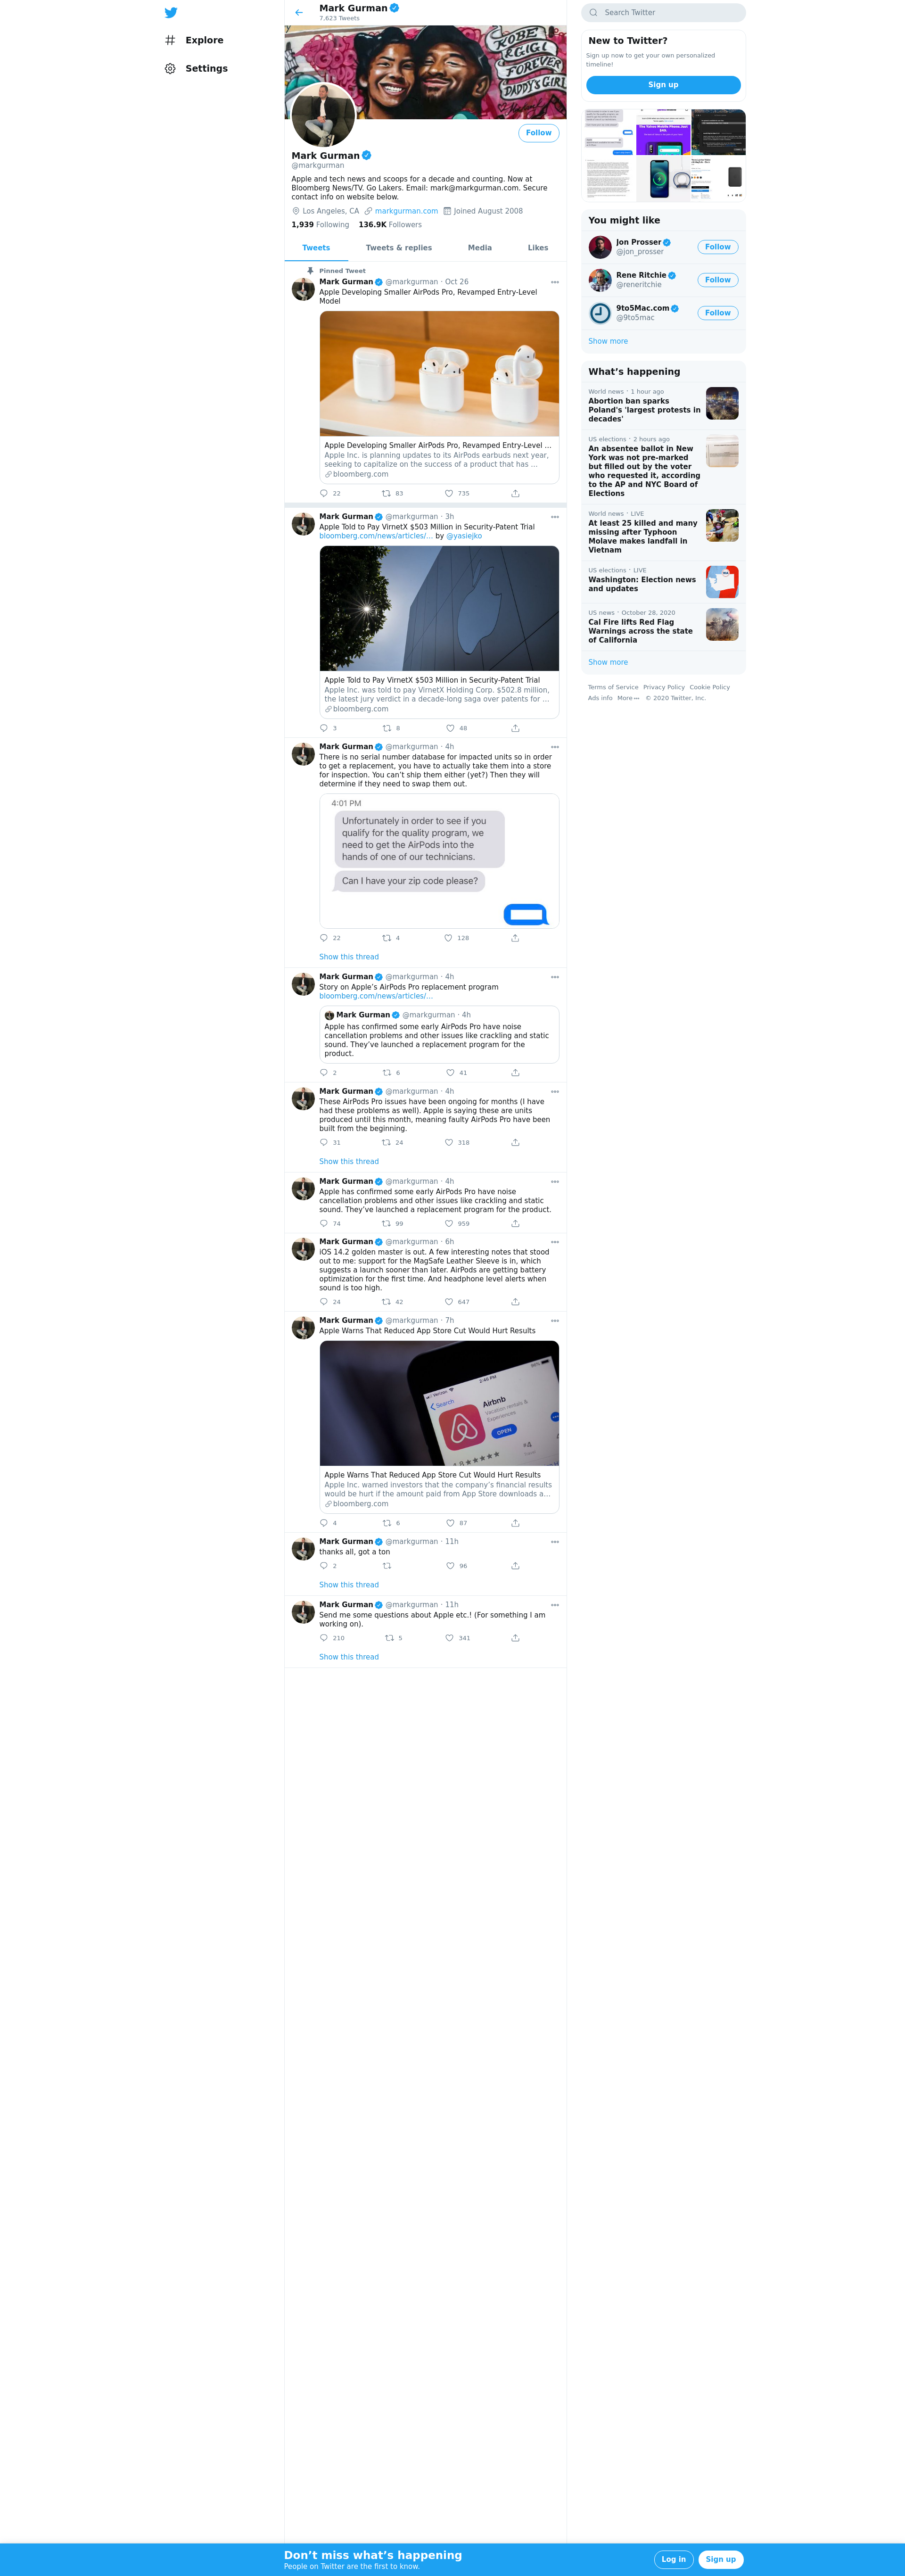 Explore
Settings
Mark Gurman
7,623 Tweets
KOBE
& GIGI
FOREVER
DADDY'S GIRL
Follow
Mark Gurman
@markgurman
Apple and tech news and scoops for a decade and counting. Now at
Bloomberg News/TV. Go Lakers. Email: mark@markgurman.com. Secure
contact info on website below.
Los Angeles, CA markgurman.com Joined August 2008
1,939 Following 136.9K Followers
Tweets Tweets & replies Media Likes
Pinned Tweet
Mark Gurman @markgurman · Oct 26
Apple Developing Smaller AirPods Pro, Revamped Entry-Level
Model
Apple Developing Smaller AirPods Pro, Revamped Entry-Level ...
Apple Inc. is planning updates to its AirPods earbuds next year,
seeking to capitalize on the success of a product that has ...
bloomberg.com
22 83 735
Mark Gurman @markgurman · 3h
Apple Told to Pay VirnetX $503 Million in Security-Patent Trial
bloomberg.com/news/articles/... by @yasiejko
Apple Told to Pay VirnetX $503 Million in Security-Patent Trial
Apple Inc. was told to pay VirnetX Holding Corp. $502.8 million,
the latest jury verdict in a decade-long saga over patents for ...
bloomberg.com
3 8 48
Mark Gurman @markgurman · 4h
There is no serial number database for impacted units so in order
to get a replacement, you have to actually take them into a store
for inspection. You can't ship them either (yet?) Then they will
determine if they need to swap them out.
4:01 PM
Unfortunately in order to see if you
qualify for the quality program, we
need to get the AirPods into the
hands of one of our technicians.
Can I have your zip code please?
22 4 128
Show this thread
Mark Gurman @markgurman · 4h
Story on Apple's AirPods Pro replacement program
bloomberg.com/news/articles/...
Mark Gurman @markgurman · 4h
Apple has confirmed some early AirPods Pro have noise
cancellation problems and other issues like crackling and static
sound. They've launched a replacement program for the
product.
2 6 41
Mark Gurman @markgurman · 4h
These AirPods Pro issues have been ongoing for months (I have
had these problems as well). Apple is saying these are units
produced until this month, meaning faulty AirPods Pro have been
built from the beginning.
31 24 318
Show this thread
Mark Gurman @markgurman · 4h
Apple has confirmed some early AirPods Pro have noise
cancellation problems and other issues like crackling and static
sound. They've launched a replacement program for the product.
74 99 959
Mark Gurman @markgurman · 6h
iOS 14.2 golden master is out. A few interesting notes that stood
out to me: support for the MagSafe Leather Sleeve is in, which
suggests a launch sooner than later. AirPods are getting battery
optimization for the first time. And headphone level alerts when
sound is too high.
24 42 647
Mark Gurman @markgurman · 7h
Apple Warns That Reduced App Store Cut Would Hurt Results
2:46 PM
Search
Airbnb
Vacation rentals &
Experiences
OPEN
Apple Warns That Reduced App Store Cut Would Hurt Results
Apple Inc. warned investors that the company's financial results
would be hurt if the amount paid from App Store downloads a...
bloomberg.com
4 6 87
Mark Gurman @markgurman · 11h
thanks all, got a ton
2 96
Show this thread
Mark Gurman @markgurman · 11h
Send me some questions about Apple etc.! (For something I am
working on).
210 5 341
Show this thread
Search Twitter
New to Twitter?
Sign up now to get your own personalized
timeline!
Sign up
You might like
Jon Prosser
@jon_prosser
Follow
Rene Ritchie
@reneritchie
Follow
9to5Mac.com
@9to5mac
Follow
Show more
What's happening
World news · 1 hour ago
Abortion ban sparks
Poland's 'largest protests in
decades'
US elections · 2 hours ago
An absentee ballot in New
York was not pre-marked
but filled out by the voter
who requested it, according
to the AP and NYC Board of
Elections
World news · LIVE
At least 25 killed and many
missing after Typhoon
Molave makes landfall in
Vietnam
US elections · LIVE
Washington: Election news
and updates
US news · October 28, 2020
Cal Fire lifts Red Flag
Warnings across the state
of California
Show more
Terms of Service Privacy Policy Cookie Policy
Ads info More © 2020 Twitter, Inc.
Don't miss what's happening
People on Twitter are the first to know.
Log in Sign up